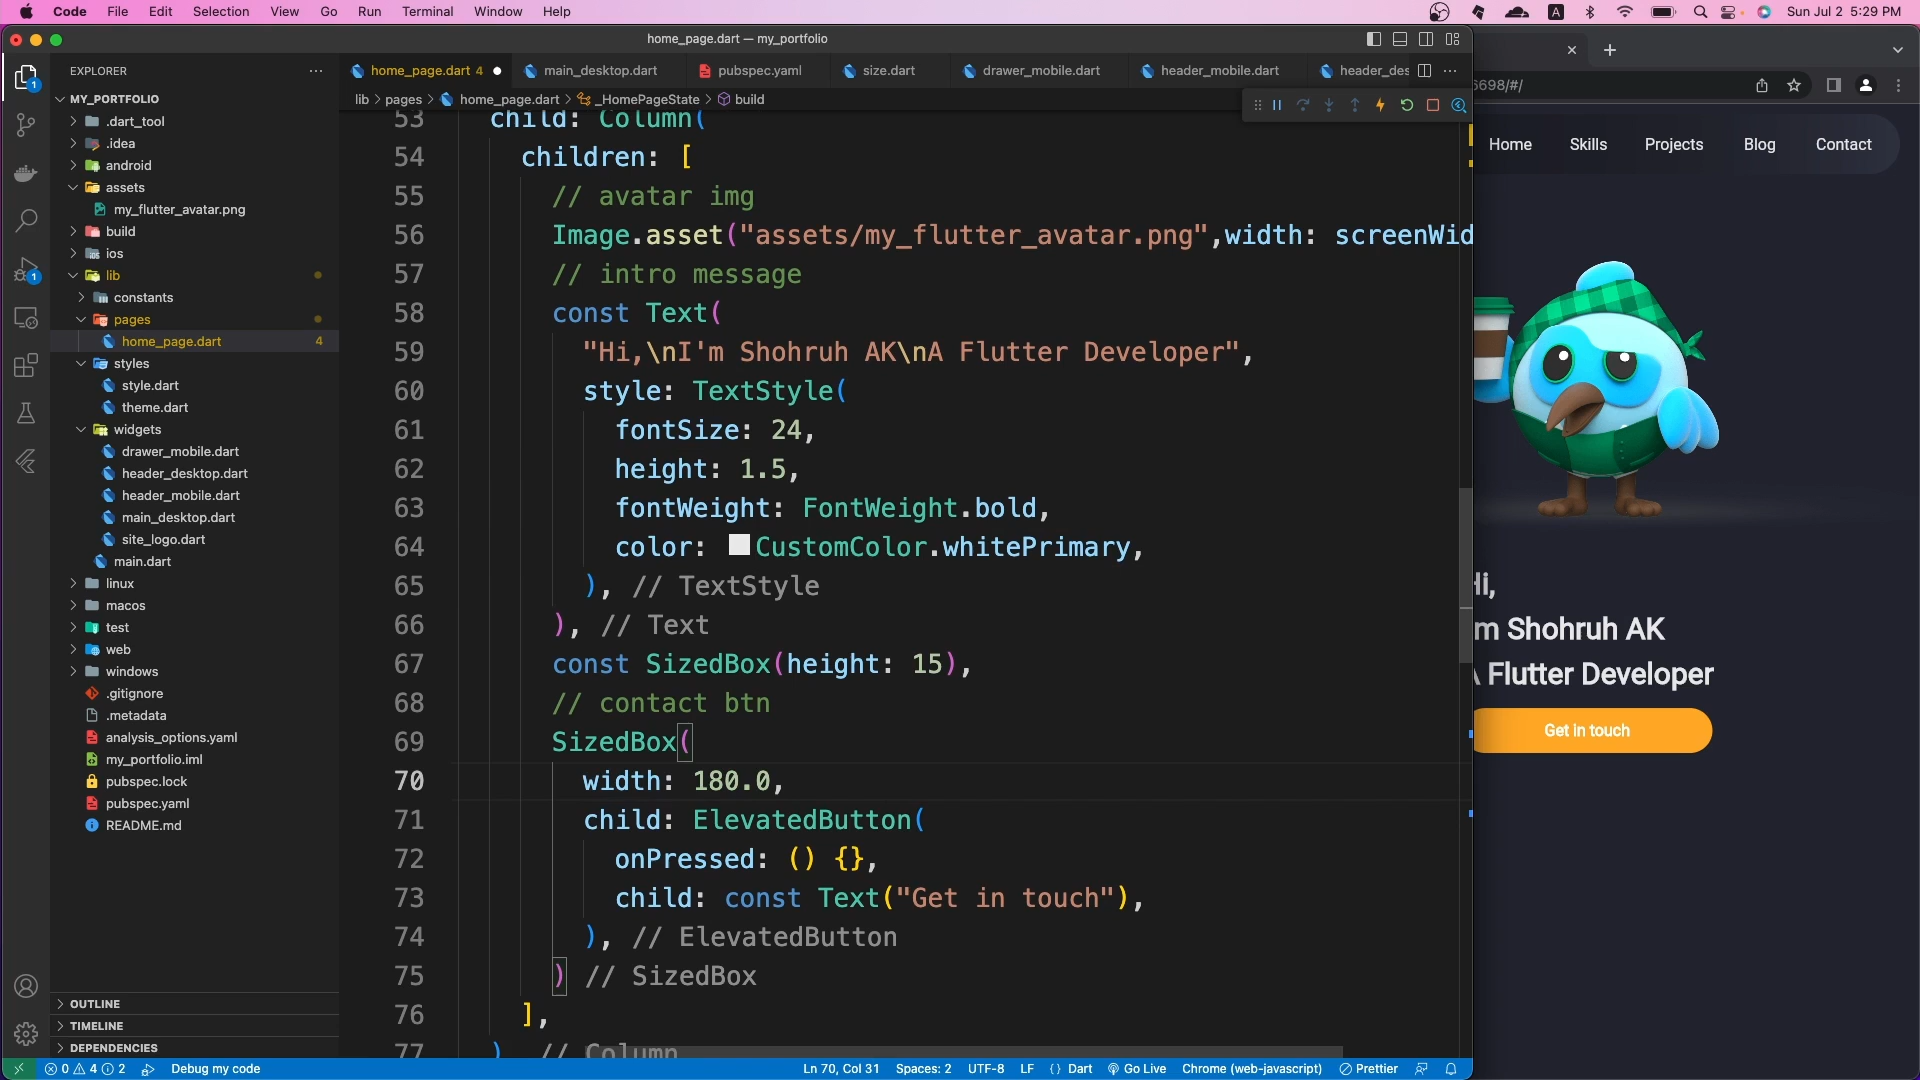 Code File Edit Selection View Go Run Terminal Window Help
A
Sun Jul 2 5:29 PM
home_page.dart — my_portfolio
EXPLORER
MY_PORTFOLIO
.dart_tool
.idea
android
assets
my_flutter_avatar.png
build
ios
lib
constants
pages
home_page.dart 4
styles
style.dart
theme.dart
widgets
drawer_mobile.dart
header_desktop.dart
header_mobile.dart
main_desktop.dart
site_logo.dart
main.dart
linux
macos
test
web
windows
.gitignore
.metadata
analysis_options.yaml
my_portfolio.iml
pubspec.lock
pubspec.yaml
README.md
OUTLINE
TIMELINE
DEPENDENCIES
1
1
home_page.dart 4 main_desktop.dart pubspec.yaml size.dart drawer_mobile.dart header_mobile.dart header_des
lib > pages > home_page.dart > _HomePageState > build
53 child: Column(
54 children: [
55 // avatar img
56 Image.asset("assets/my_flutter_avatar.png",width: screenWid
57 // intro message
58 const Text(
59 "Hi,\nI'm Shohruh AK\nA Flutter Developer",
60 style: TextStyle(
61 fontSize: 24,
62 height: 1.5,
63 fontWeight: FontWeight.bold,
64 color: CustomColor.whitePrimary,
65 ), // TextStyle
66 ), // Text
67 const SizedBox(height: 15),
68 // contact btn
69 SizedBox(
70 width: 180.0,
71 child: ElevatedButton(
72 onPressed: () {},
73 child: const Text("Get in touch"),
74 ), // ElevatedButton
75 ) // SizedBox
76 ],
77 ) // Column
0 4 2 Debug my code Ln 70, Col 31 Spaces: 2 UTF-8 LF {} Dart Go Live Chrome (web-javascript) Prettier
6698/#/
Home Skills Projects Blog Contact
Hi,
m Shohruh AK
A Flutter Developer
Get in touch